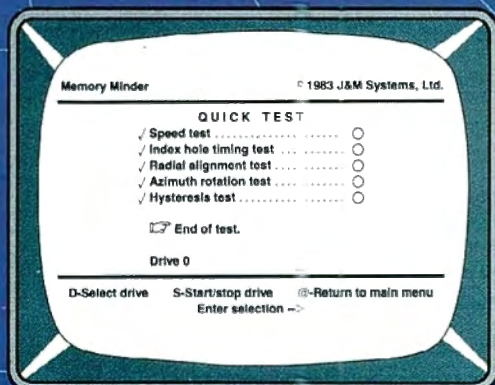 Memory Minder © 1983 J&M Systems, Ltd.
QUICK TEST
√ Speed test .................... ○
√ Index hole timing test .......... ○
√ Radial alignment test ........... ○
√ Azimuth rotation test ........... ○
√ Hysteresis test ................. ○
☞ End of test.
Drive 0
D-Select drive S-Start/stop drive @-Return to main menu
Enter selection -->